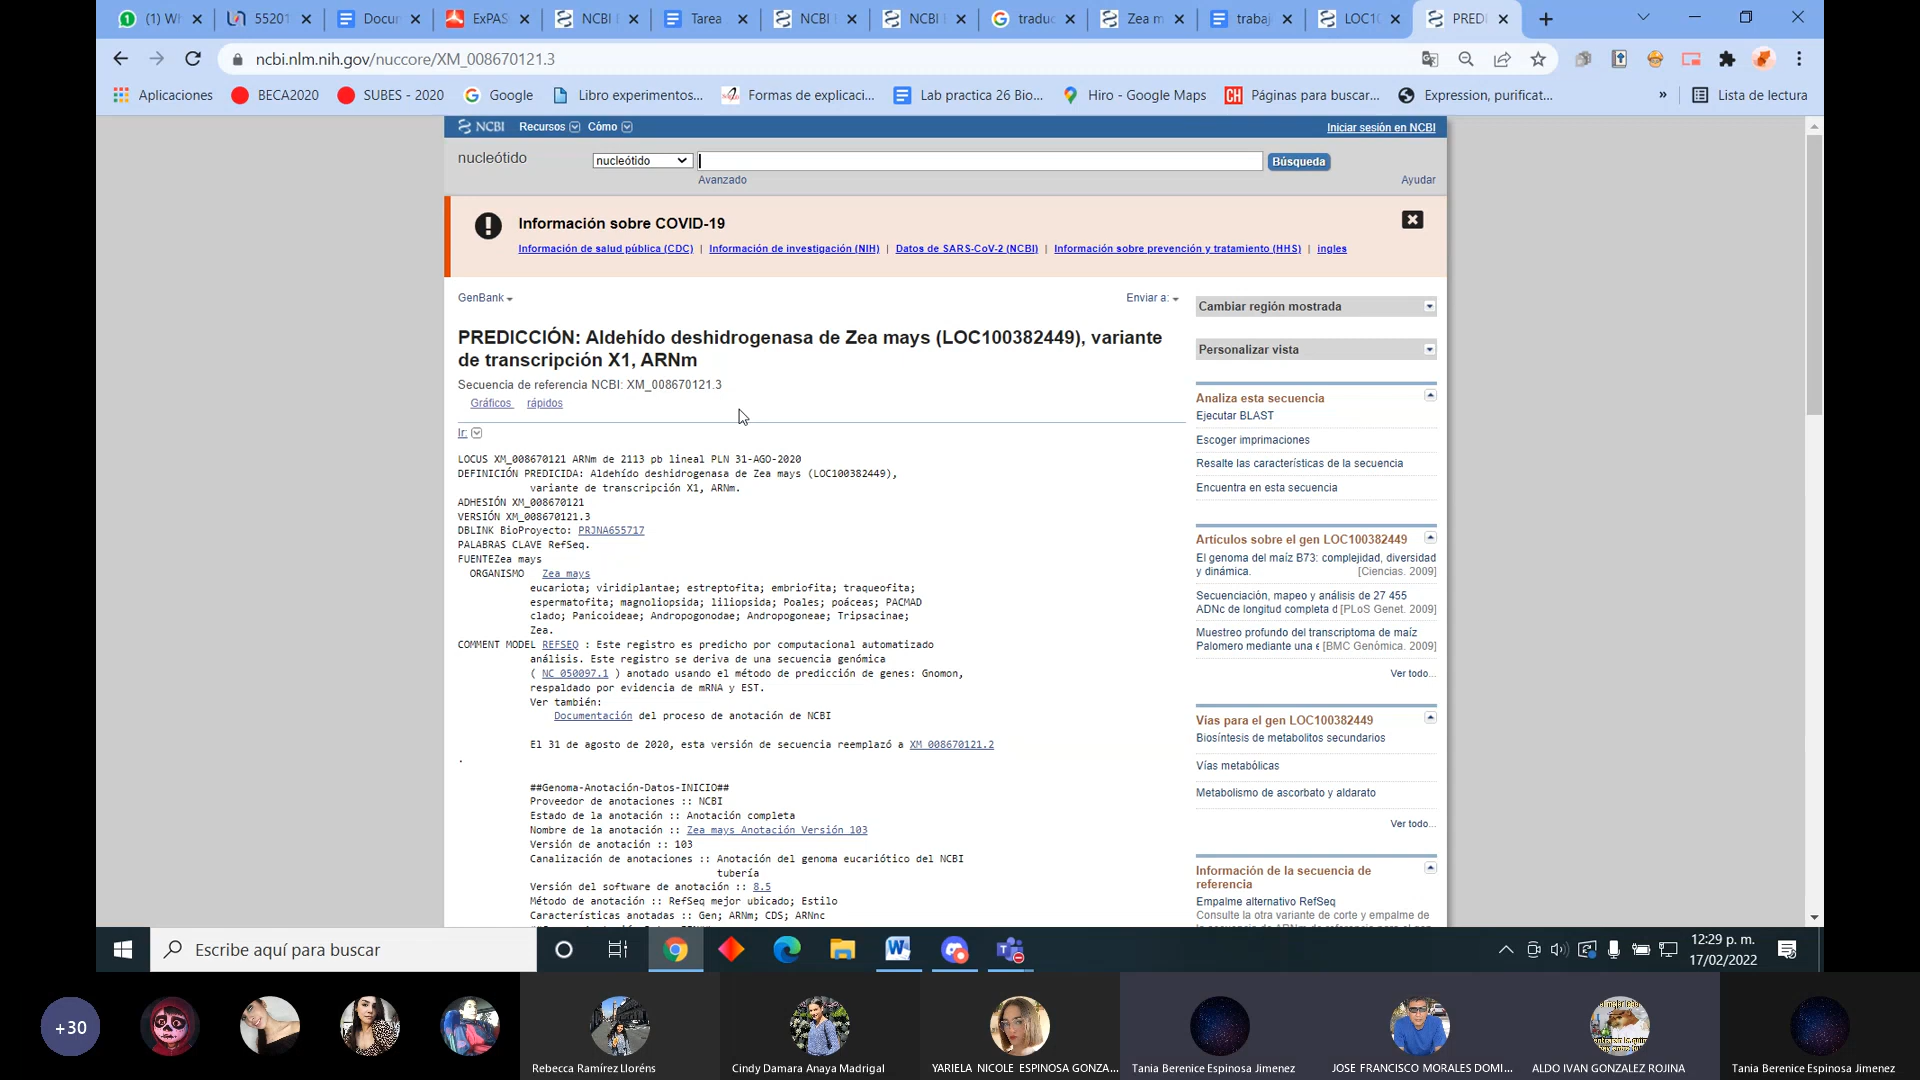 (1) Wh
55201
Docum
ExPAS
NCBI
Tarea
NCBI
NCBI
traduc
Zea m
trabaj
LOC10
PREDI
ncbi.nlm.nih.gov/nuccore/XM_008670121.3
Aplicaciones
BECA2020
SUBES - 2020
Google
Libro experimentos...
Formas de explicaci...
Lab practica 26 Bio...
Hiro - Google Maps
CH Páginas para buscar...
Expression, purificat...
»
Lista de lectura
NCBI Recursos Cómo
Iniciar sesión en NCBI
nucleótido
nucleótido
Búsqueda
Avanzado
Ayudar
Información sobre COVID-19
Información de salud pública (CDC) | Información de investigación (NIH) | Datos de SARS-CoV-2 (NCBI) | Información sobre prevención y tratamiento (HHS) | ingles
GenBank
Enviar a:
PREDICCIÓN: Aldehído deshidrogenasa de Zea mays (LOC100382449), variante
de transcripción X1, ARNm
Secuencia de referencia NCBI: XM_008670121.3
Gráficos rápidos
Ir:
LOCUS XM_008670121 ARNm de 2113 pb lineal PLN 31-AGO-2020
DEFINICIÓN PREDICIDA: Aldehído deshidrogenasa de Zea mays (LOC100382449),
variante de transcripción X1, ARNm.
ADHESIÓN XM_008670121
VERSIÓN XM_008670121.3
DBLINK BioProyecto: PRJNA655717
PALABRAS CLAVE RefSeq.
FUENTEZea mays
ORGANISMO Zea mays
eucariota; viridiplantae; estreptofita; embriofita; traqueofita;
espermatofita; magnoliopsida; liliopsida; Poales; poáceas; PACMAD
clado; Panicoideae; Andropogonodae; Andropogoneae; Tripsacinae;
Zea.
COMMENT MODEL REFSEQ : Este registro es predicho por computacional automatizado
análisis. Este registro se deriva de una secuencia genómica
( NC_050097.1 ) anotado usando el método de predicción de genes: Gnomon,
respaldado por evidencia de mRNA y EST.
Ver también:
Documentación del proceso de anotación de NCBI
El 31 de agosto de 2020, esta versión de secuencia reemplazó a XM_008670121.2
.
##Genoma-Anotación-Datos-INICIO##
Proveedor de anotaciones :: NCBI
Estado de la anotación :: Anotación completa
Nombre de la anotación :: Zea mays Anotación Versión 103
Versión de anotación :: 103
Canalización de anotaciones :: Anotación del genoma eucariótico del NCBI
tubería
Versión del software de anotación :: 8.5
Método de anotación :: RefSeq mejor ubicado; Estilo
Características anotadas :: Gen; ARNm; CDS; ARNnc
Cambiar región mostrada
Personalizar vista
Analiza esta secuencia
Ejecutar BLAST
Escoger imprimaciones
Resalte las características de la secuencia
Encuentra en esta secuencia
Artículos sobre el gen LOC100382449
El genoma del maíz B73: complejidad, diversidad
y dinámica. [Ciencias. 2009]
Secuenciación, mapeo y análisis de 27 455
ADNc de longitud completa d [PLoS Genet. 2009]
Muestreo profundo del transcriptoma de maíz
Palomero mediante una e [BMC Genómica. 2009]
Ver todo...
Vías para el gen LOC100382449
Biosíntesis de metabolitos secundarios
Vías metabólicas
Metabolismo de ascorbato y aldarato
Ver todo...
Información de la secuencia de
referencia
Empalme alternativo RefSeq
Consulte la otra variante de corte y empalme de
Escribe aquí para buscar
12:29 p. m.
17/02/2022
+30
Rebecca Ramírez Lloréns
Cindy Damara Anaya Madrigal
YARIELA NICOLE ESPINOSA GONZA...
Tania Berenice Espinosa Jimenez
JOSE FRANCISCO MORALES DOMI...
ALDO IVAN GONZALEZ ROJINA
Tania Berenice Espinosa Jimenez